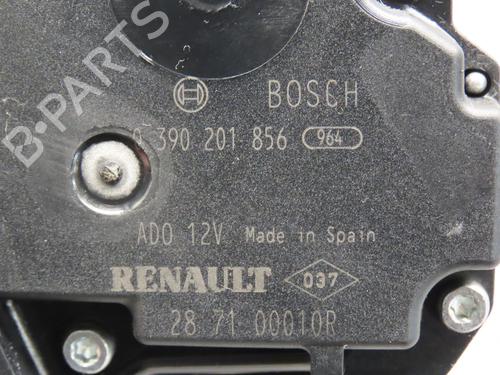 BOSCH
0 390 201 856 964
ADO 12V Made in Spain
RENAULT 037
28 71 00010R
B-PARTS